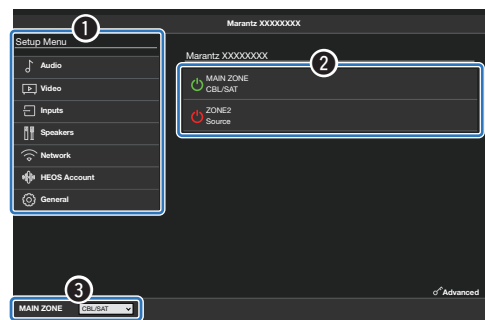 Marantz XXXXXXXX
1
Setup Menu
Audio
Video
Inputs
Speakers
Network
HEOS Account
General
Marantz XXXXXXXX
2
MAIN ZONE
CBL/SAT
ZONE2
Source
Advanced
3
MAIN ZONE CBL/SAT